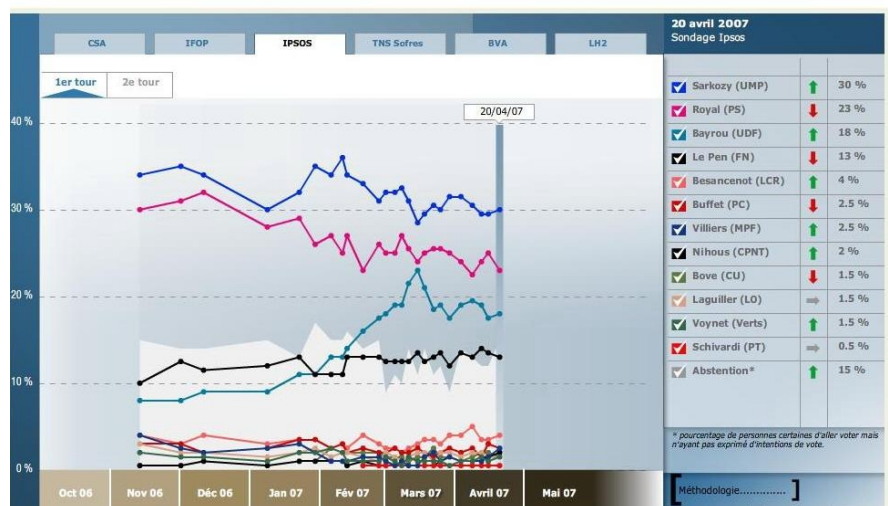 CSA
IFOP
IPSOS
TNS Sofres
BVA
LH2
20 avril 2007
Sondage Ipsos
1er tour
2e tour
20/04/07
40 %
30 %
20 %
10 %
0 %
Oct 06
Nov 06
Déc 06
Jan 07
Fév 07
Mars 07
Avril 07
Mai 07
Sarkozy (UMP) 30 %
Royal (PS) 23 %
Bayrou (UDF) 18 %
Le Pen (FN) 13 %
Besancenot (LCR) 4 %
Buffet (PC) 2.5 %
Villiers (MPF) 2.5 %
Nihous (CPNT) 2 %
Bove (CU) 1.5 %
Laguiller (LO) 1.5 %
Voynet (Verts) 1.5 %
Schivardi (PT) 0.5 %
Abstention* 15 %
* pourcentage de personnes certaines d'aller voter mais
n'ayant pas exprimé d'intentions de vote.
[Méthodologie.............. ]